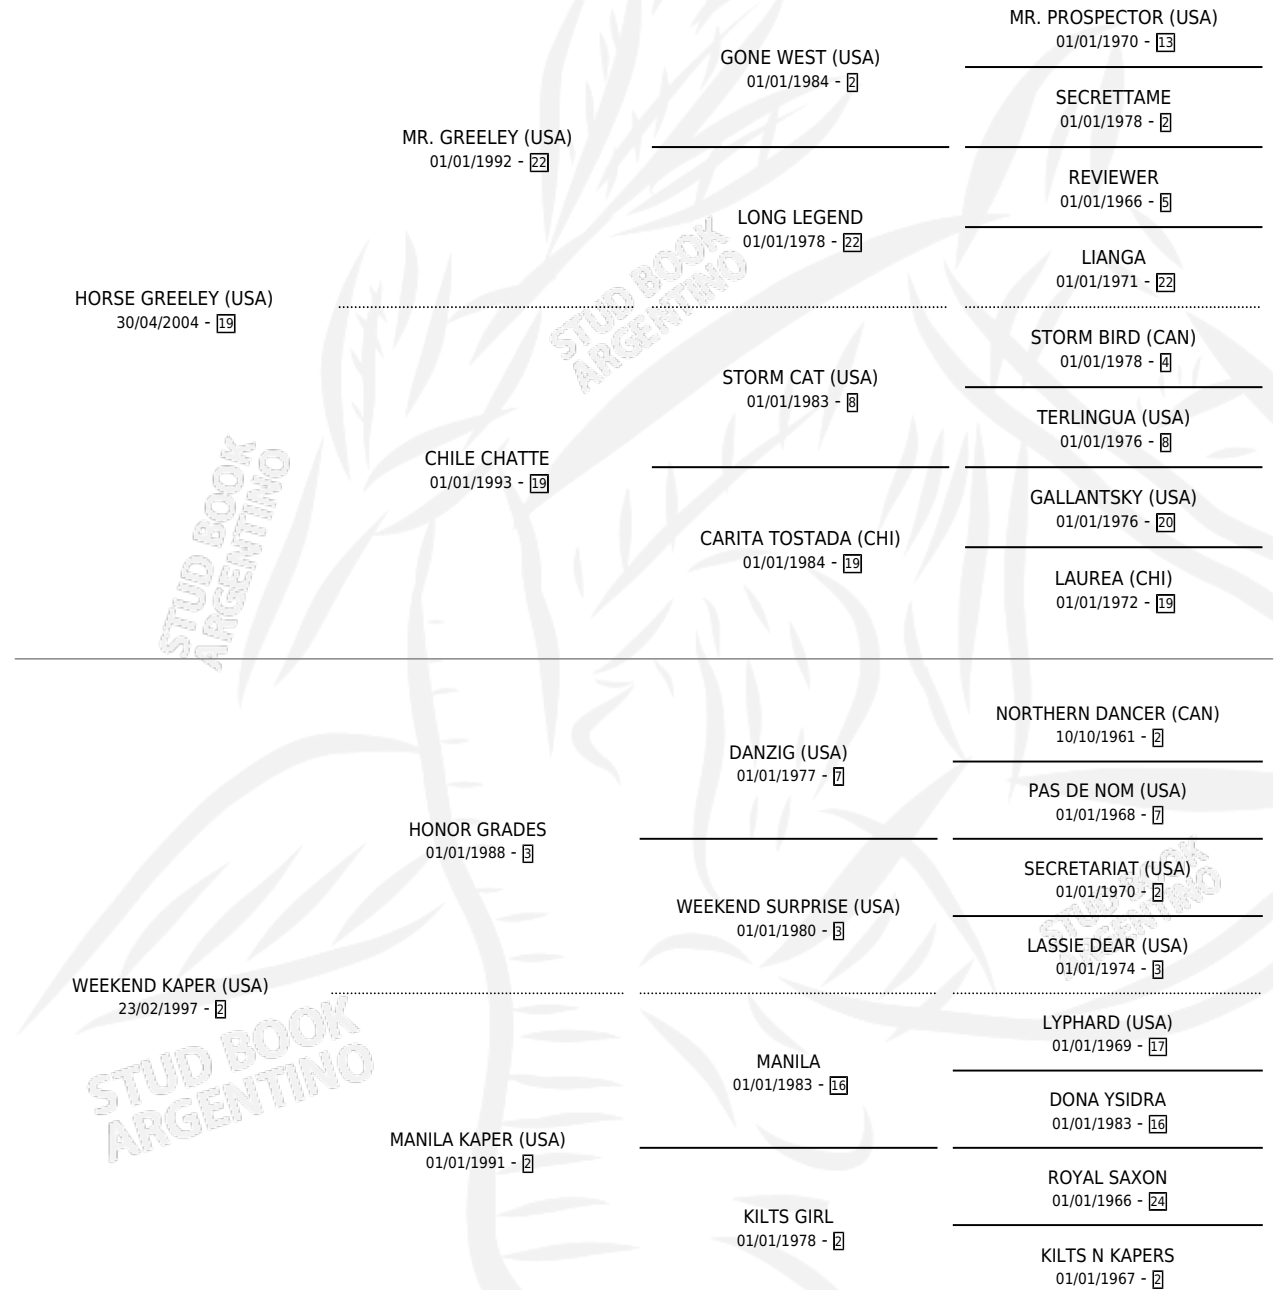 MR. PROSPECTOR (USA)
01/01/1970 - 13
GONE WEST (USA)
01/01/1984 - 2
SECRETTAME
01/01/1978 - 2
MR. GREELEY (USA)
01/01/1992 - 22
REVIEWER
01/01/1966 - 5
LONG LEGEND
01/01/1978 - 22
LIANGA
01/01/1971 - 22
HORSE GREELEY (USA)
30/04/2004 - 19
STUD BOOK
ARGENTINO
STORM BIRD (CAN)
01/01/1978 - 4
STORM CAT (USA)
01/01/1983 - 8
TERLINGUA (USA)
01/01/1976 - 8
CHILE CHATTE
01/01/1993 - 19
GALLANTSKY (USA)
01/01/1976 - 20
CARITA TOSTADA (CHI)
01/01/1984 - 19
LAUREA (CHI)
01/01/1972 - 19
STUD BOOK
ARGENTINO
NORTHERN DANCER (CAN)
10/10/1961 - 2
DANZIG (USA)
01/01/1977 - 7
PAS DE NOM (USA)
01/01/1968 - 7
HONOR GRADES
01/01/1988 - 3
SECRETARIAT (USA)
01/01/1970 - 2
WEEKEND SURPRISE (USA)
01/01/1980 - 3
LASSIE DEAR (USA)
01/01/1974 - 3
STUD BOOK
ARGENTINO
WEEKEND KAPER (USA)
23/02/1997 - 2
LYPHARD (USA)
01/01/1969 - 17
MANILA
01/01/1983 - 16
DONA YSIDRA
01/01/1983 - 16
STUD BOOK
ARGENTINO
MANILA KAPER (USA)
01/01/1991 - 2
ROYAL SAXON
01/01/1966 - 24
KILTS GIRL
01/01/1978 - 2
KILTS N KAPERS
01/01/1967 - 2